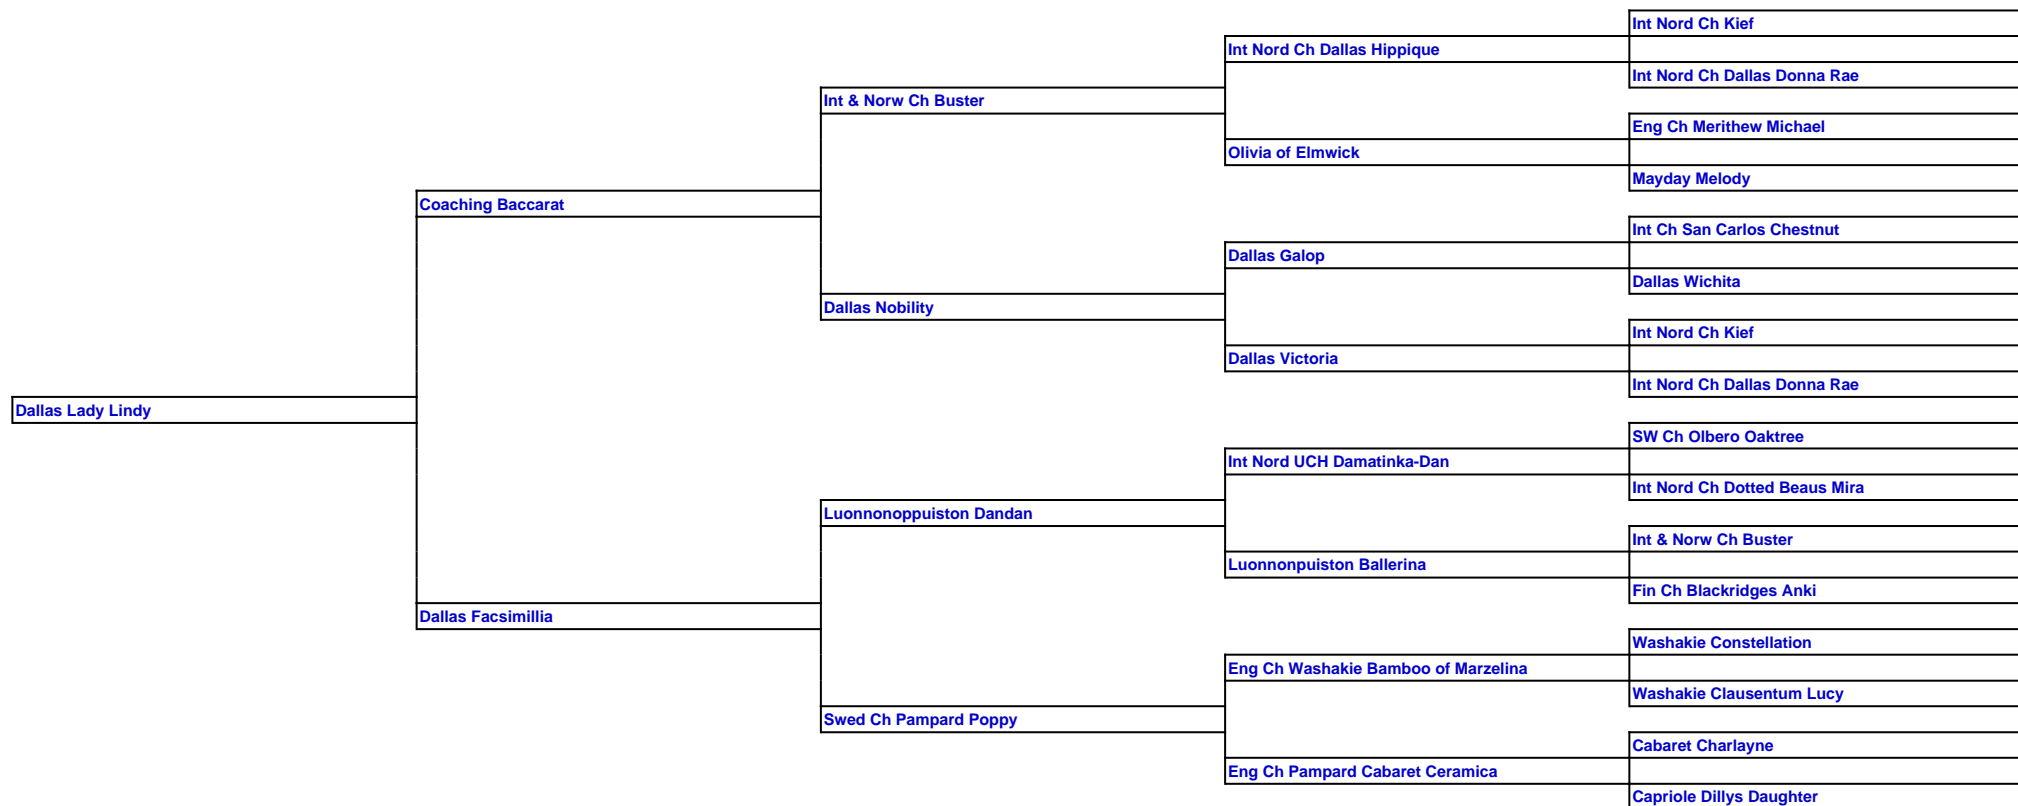 Int Nord Ch Kief
Int Nord Ch Dallas Hippique
Int Nord Ch Dallas Donna Rae
Int & Norw Ch Buster
Eng Ch Merithew Michael
Olivia of Elmwick
Mayday Melody
Coaching Baccarat
Int Ch San Carlos Chestnut
Dallas Galop
Dallas Wichita
Dallas Nobility
Int Nord Ch Kief
Dallas Victoria
Int Nord Ch Dallas Donna Rae
Dallas Lady Lindy
SW Ch Olbero Oaktree
Int Nord UCH Damatinka-Dan
Int Nord Ch Dotted Beaus Mira
Luonnonoppuiston Dandan
Int & Norw Ch Buster
Luonnonpuiston Ballerina
Fin Ch Blackridges Anki
Dallas Facsimillia
Washakie Constellation
Eng Ch Washakie Bamboo of Marzelina
Washakie Clausentum Lucy
Swed Ch Pampard Poppy
Cabaret Charlayne
Eng Ch Pampard Cabaret Ceramica
Capriole Dillys Daughter